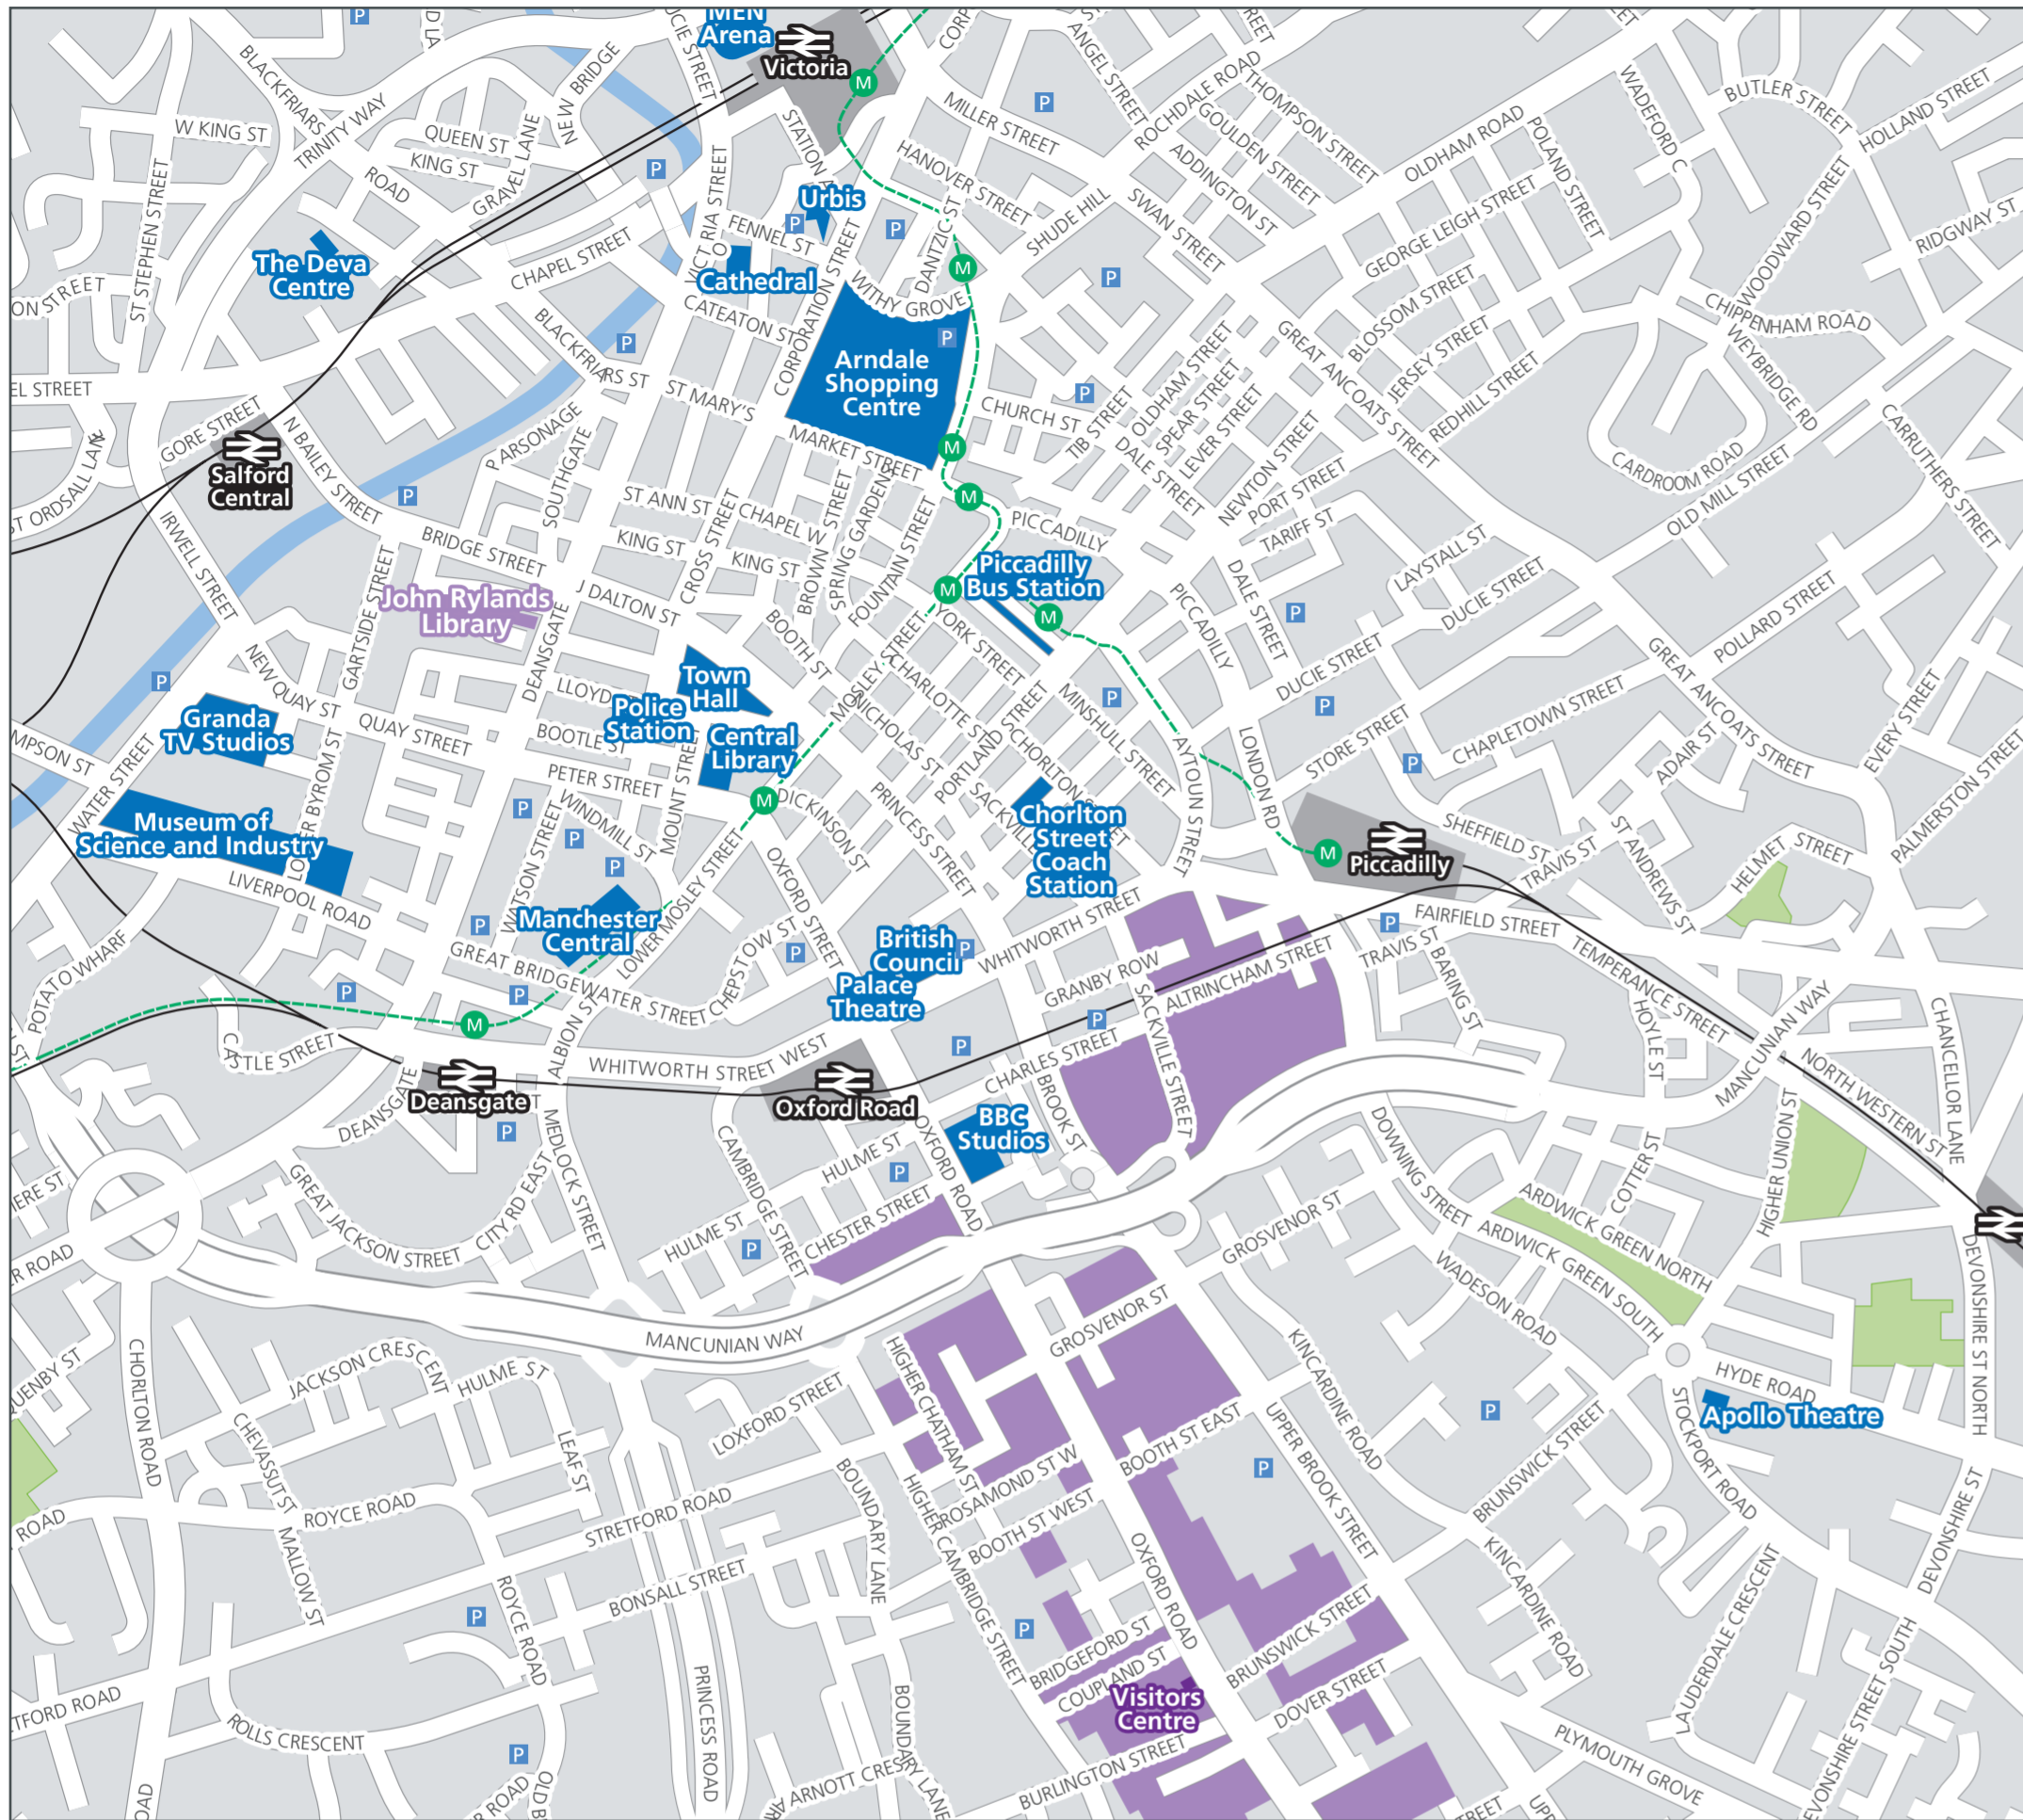 MEN
Arena
Victoria
M
P
BLACKFRIARS
ROAD
TRINITY WAY
W KING ST
QUEEN ST
KING ST
GRAVEL LANE
NEW BRIDGE
ST STEPHEN STREET
The Deva
Centre
CHAPEL STREET
VICTORIA STREET
FENNEL ST
Urbis
Cathedral
CATEATON ST
CORPORATION STREET
WITHY GROVE
DANTZIC ST
HANOVER STREET
MILLER STREET
SHUDE HILL
SWAN STREET
ANGEL STREET
ROCHDALE ROAD
THOMPSON STREET
GOULDEN STREET
ADDINGTON ST
OLDHAM ROAD
POLAND STREET
GEORGE LEIGH STREET
BLOSSOM STREET
JERSEY STREET
REDHILL STREET
GREAT ANCOATS STREET
BUTLER STREET
HOLLAND STREET
WOODWARD STREET
RIDGWAY ST
CHIPPENHAM ROAD
WEYBRIDGE RD
CARDROOM ROAD
OLD MILL STREET
CARRUTHERS STREET
Arndale
Shopping
Centre
MARKET STREET
CHURCH ST
TIB STREET
OLDHAM STREET
SPEAR STREET
LEVER STREET
DALE STREET
NEWTON STREET
PORT STREET
TARIFF ST
LAYSTALL ST
DUCIE STREET
POLLARD STREET
GORE STREET
Salford
Central
N BAILEY STREET
IRWELL STREET
BRIDGE STREET
PARSONAGE
SOUTHGATE
ST MARY'S
ST ANN ST
CHAPEL W
KING ST
KING ST
CROSS STREET
BROWN STREET
SPRING GARDENS
FOUNTAIN STREET
PICCADILLY
Piccadilly
Bus Station
PICCADILLY
DALE STREET
John Rylands
Library
J DALTON ST
GARTSIDE STREET
DEANSGATE
BOOTH ST
MOSLEY STREET
YORK STREET
CHARLOTTE ST
PORTLAND STREET
MINSHULL STREET
NICHOLAS ST
Town
Hall
Police
Station
Central
Library
BOOTLE ST
PETER STREET
MOUNT STREET
NEW QUAY ST
QUAY STREET
Granda
TV Studios
WATER STREET
Museum of
Science and Industry
LIVERPOOL ROAD
WATSON STREET
WINDMILL ST
Manchester
Central
LOWER MOSLEY STREET
DICKINSON ST
OXFORD STREET
PRINCESS STREET
Chorlton
Street
Coach
Station
AYTOUN STREET
LONDON RD
DUCIE STREET
STORE STREET
CHAPELTOWN STREET
ADAIR ST
GREAT ANCOATS STREET
EVERY STREET
PALMERSTON STREET
Piccadilly
SHEFFIELD ST
TRAVIS ST
ST ANDREWS ST
HELMET STREET
FAIRFIELD STREET
TRAVIS ST
BARING ST
TEMPERANCE STREET
HOYLE ST
MANCUNIAN WAY
CHANCELLOR LANE
NORTH WESTERN ST
POTATO WHARF
GREAT BRIDGEWATER STREET
CHEPSTOW ST
British
Council
Palace
Theatre
WHITWORTH STREET
GRANBY ROW
ALTRINCHAM STREET
SACKVILLE STREET
CHARLES STREET
BROOK ST
CASTLE STREET
ALBION ST
WHITWORTH STREET WEST
Deansgate
Oxford Road
DEANSGATE
BBC
Studios
MEDLOCK STREET
CITY RD EAST
GREAT JACKSON STREET
CAMBRIDGE STREET
HULME ST
HULME ST
CHESTER STREET
OXFORD ROAD
DOWNING STREET
ARDWICK GREEN NORTH
ARDWICK GREEN SOUTH
COTTER ST
HIGHER UNION ST
GROSVENOR ST
GROSVENOR ST
WADESON ROAD
DEVONSHIRE ST NORTH
HYDE ROAD
Apollo Theatre
STOCKPORT ROAD
MANCUNIAN WAY
CHORLTON ROAD
JACKSON CRESCENT
HULME ST
CHEVASSUT ST
LEAF ST
LOXFORD STREET
HIGHER CHATHAM ST
ROSAMOND ST W
BOOTH ST WEST
BOOTH ST EAST
UPPER BROOK STREET
KINCARDINE ROAD
BRUNSWICK STREET
ROYCE ROAD
MALLOW ST
STRETFORD ROAD
BOUNDARY LANE
HIGHER CAMBRIDGE STREET
OXFORD ROAD
KINCARDINE ROAD
LAUDERDALE CRESCENT
DEVONSHIRE ST
DEVONSHIRE STREET SOUTH
BONSALL STREET
ROYCE ROAD
PRINCESS ROAD
BOUNDARY LANE
BRIDGEFORD ST
COUPLAND ST
Visitors
Centre
BRUNSWICK STREET
DOVER STREET
ROLLS CRESCENT
BURLINGTON STREET
PLYMOUTH GROVE